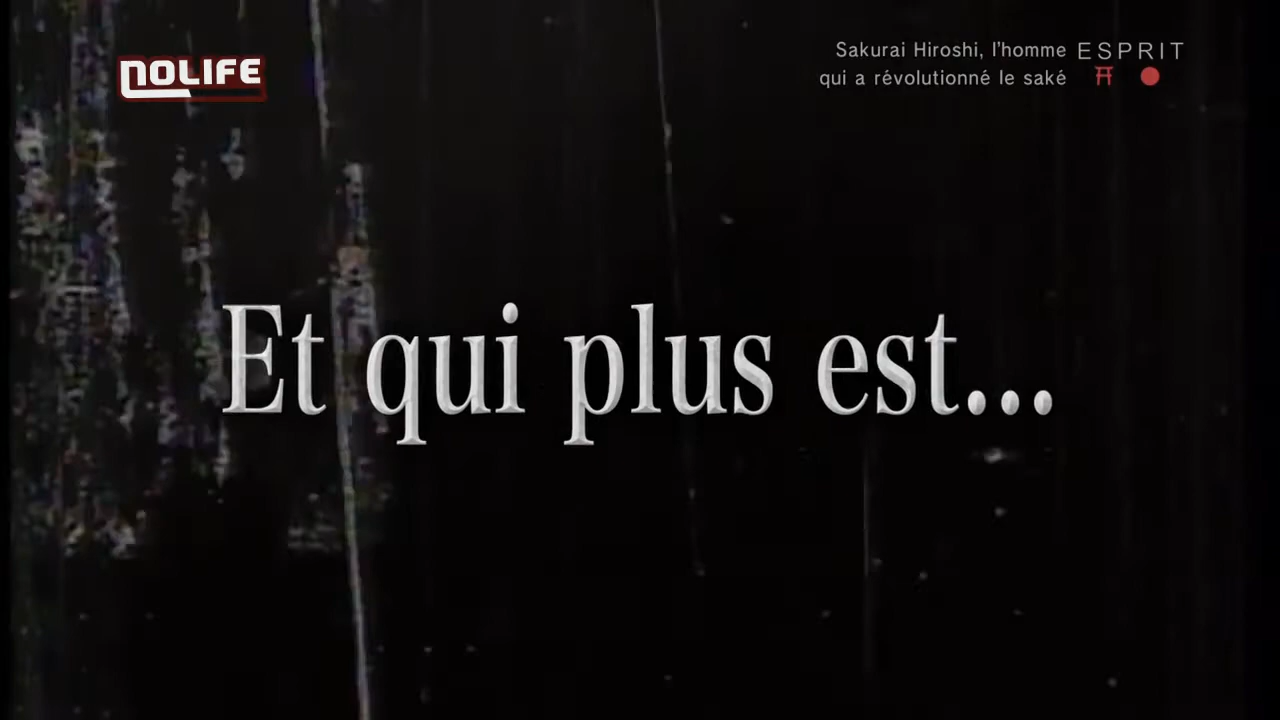 NOLIFE
Sakurai Hiroshi, l'homme
qui a révolutionné le saké
ESPRIT
Et qui plus est...